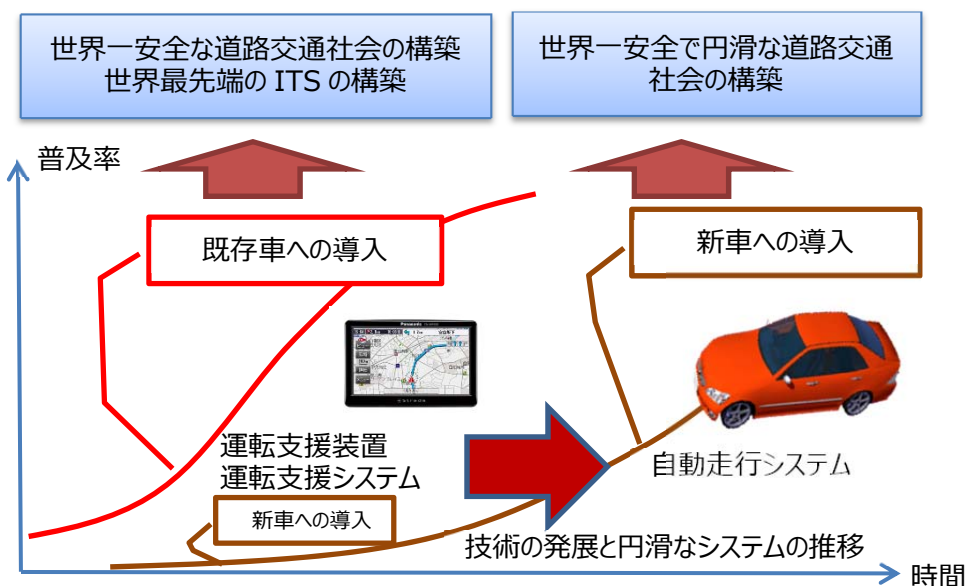 世界一安全な道路交通社会の構築
世界最先端の ITS の構築
世界一安全で円滑な道路交通
社会の構築
普及率
既存車への導入
新車への導入
Panasonic
運転支援装置
運転支援システム
自動走行システム
新車への導入
技術の発展と円滑なシステムの推移
時間